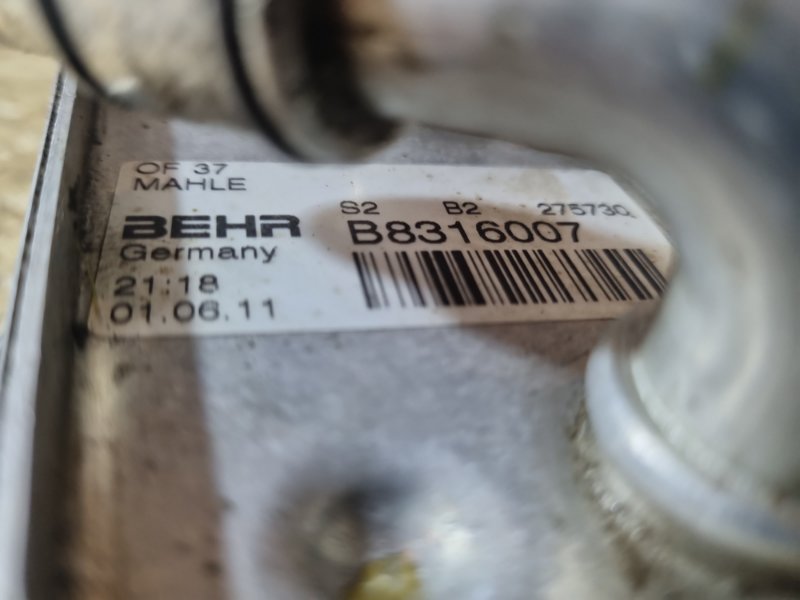 OF 37
MAHLE
S2 B2 275730
BEHR B8316007
Germany
21:18
01.06.11